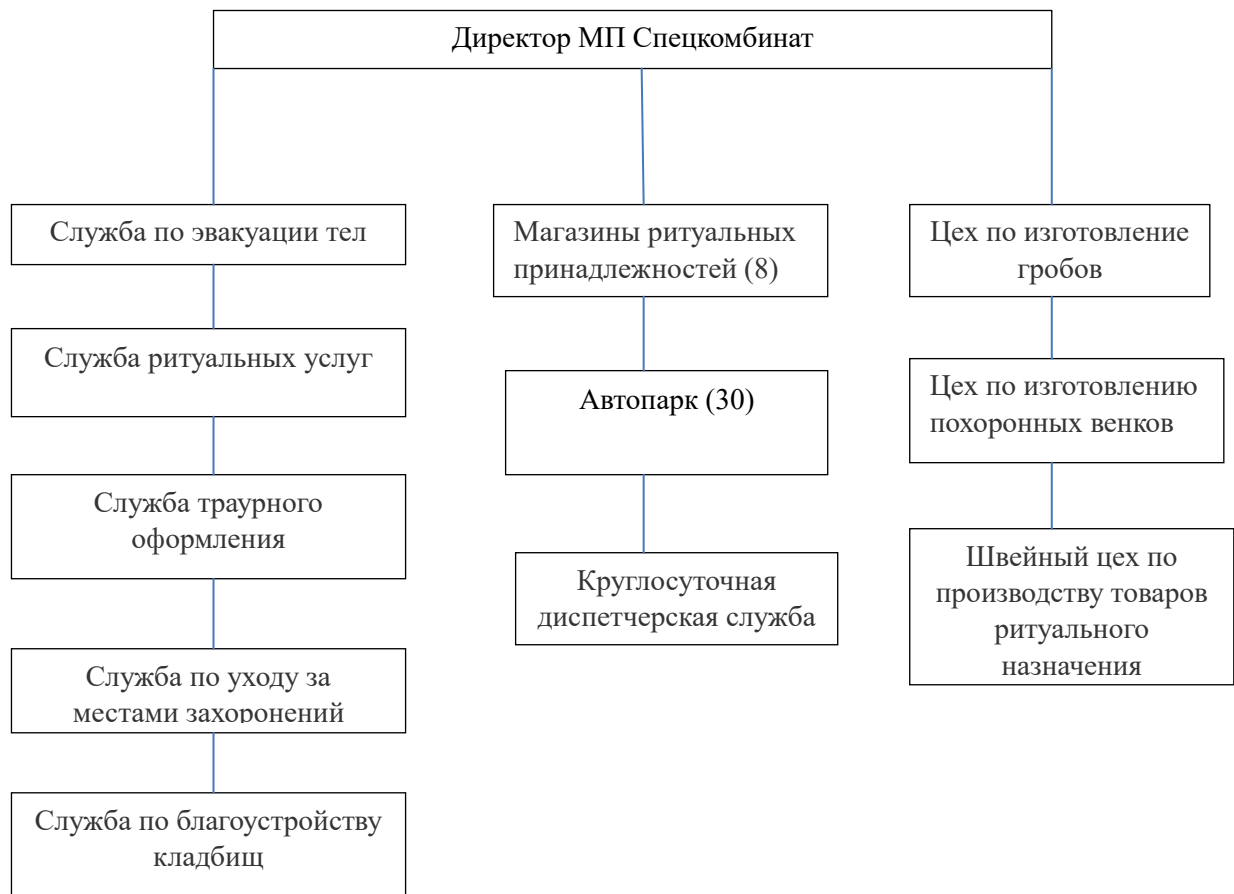 Директор МП Спецкомбинат
Служба по эвакуации тел
Служба ритуальных услуг
Служба траурного
оформления
Служба по уходу за
местами захоронений
Служба по благоустройству
кладбищ
Магазины ритуальных
принадлежностей (8)
Автопарк (30)
Круглосуточная
диспетчерская служба
Цех по изготовление
гробов
Цех по изготовлению
похоронных венков
Швейный цех по
производству товаров
ритуального
назначения